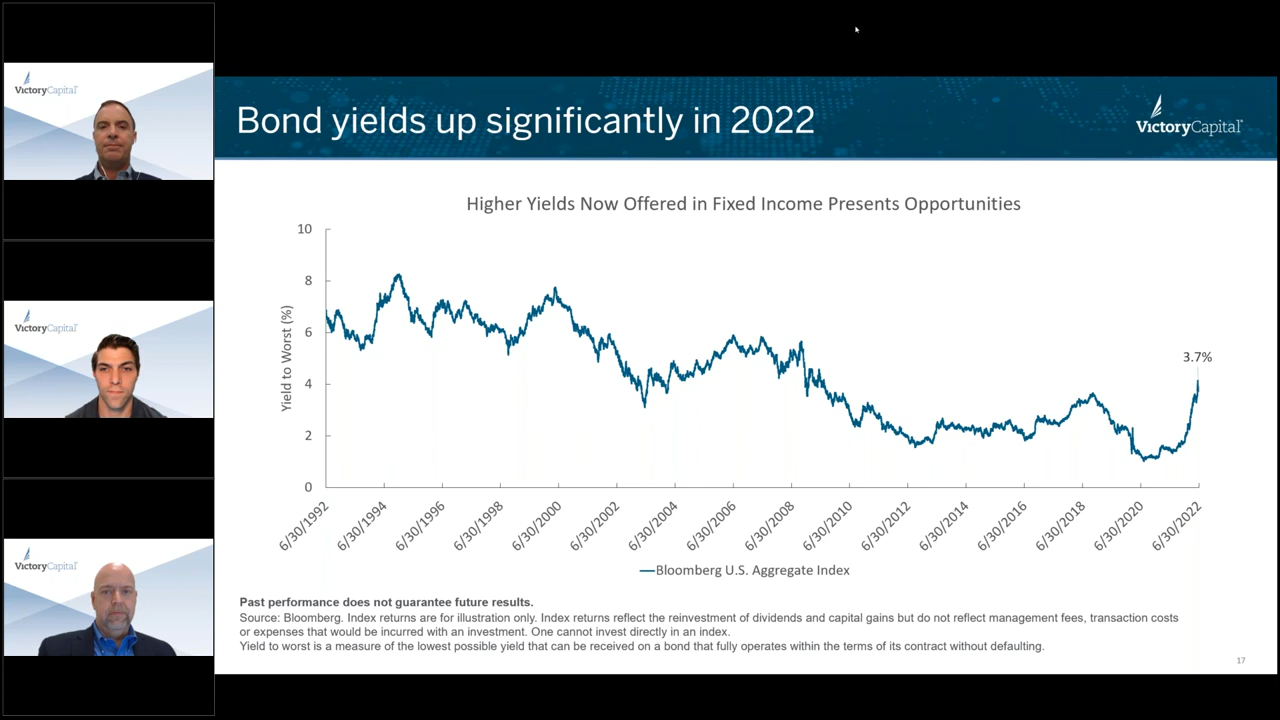 VictoryCapital
VictoryCapital
VictoryCapital
Bond yields up significantly in 2022
VictoryCapital
Higher Yields Now Offered in Fixed Income Presents Opportunities
10
8
6
4
2
0
Yield to Worst (%)
3.7%
6/30/1992
6/30/1994
6/30/1996
6/30/1998
6/30/2000
6/30/2002
6/30/2004
6/30/2006
6/30/2008
6/30/2010
6/30/2012
6/30/2014
6/30/2016
6/30/2018
6/30/2020
6/30/2022
Bloomberg U.S. Aggregate Index
Past performance does not guarantee future results.
Source: Bloomberg. Index returns are for illustration only. Index returns reflect the reinvestment of dividends and capital gains but do not reflect management fees, transaction costs
or expenses that would be incurred with an investment. One cannot invest directly in an index.
Yield to worst is a measure of the lowest possible yield that can be received on a bond that fully operates within the terms of its contract without defaulting.
17